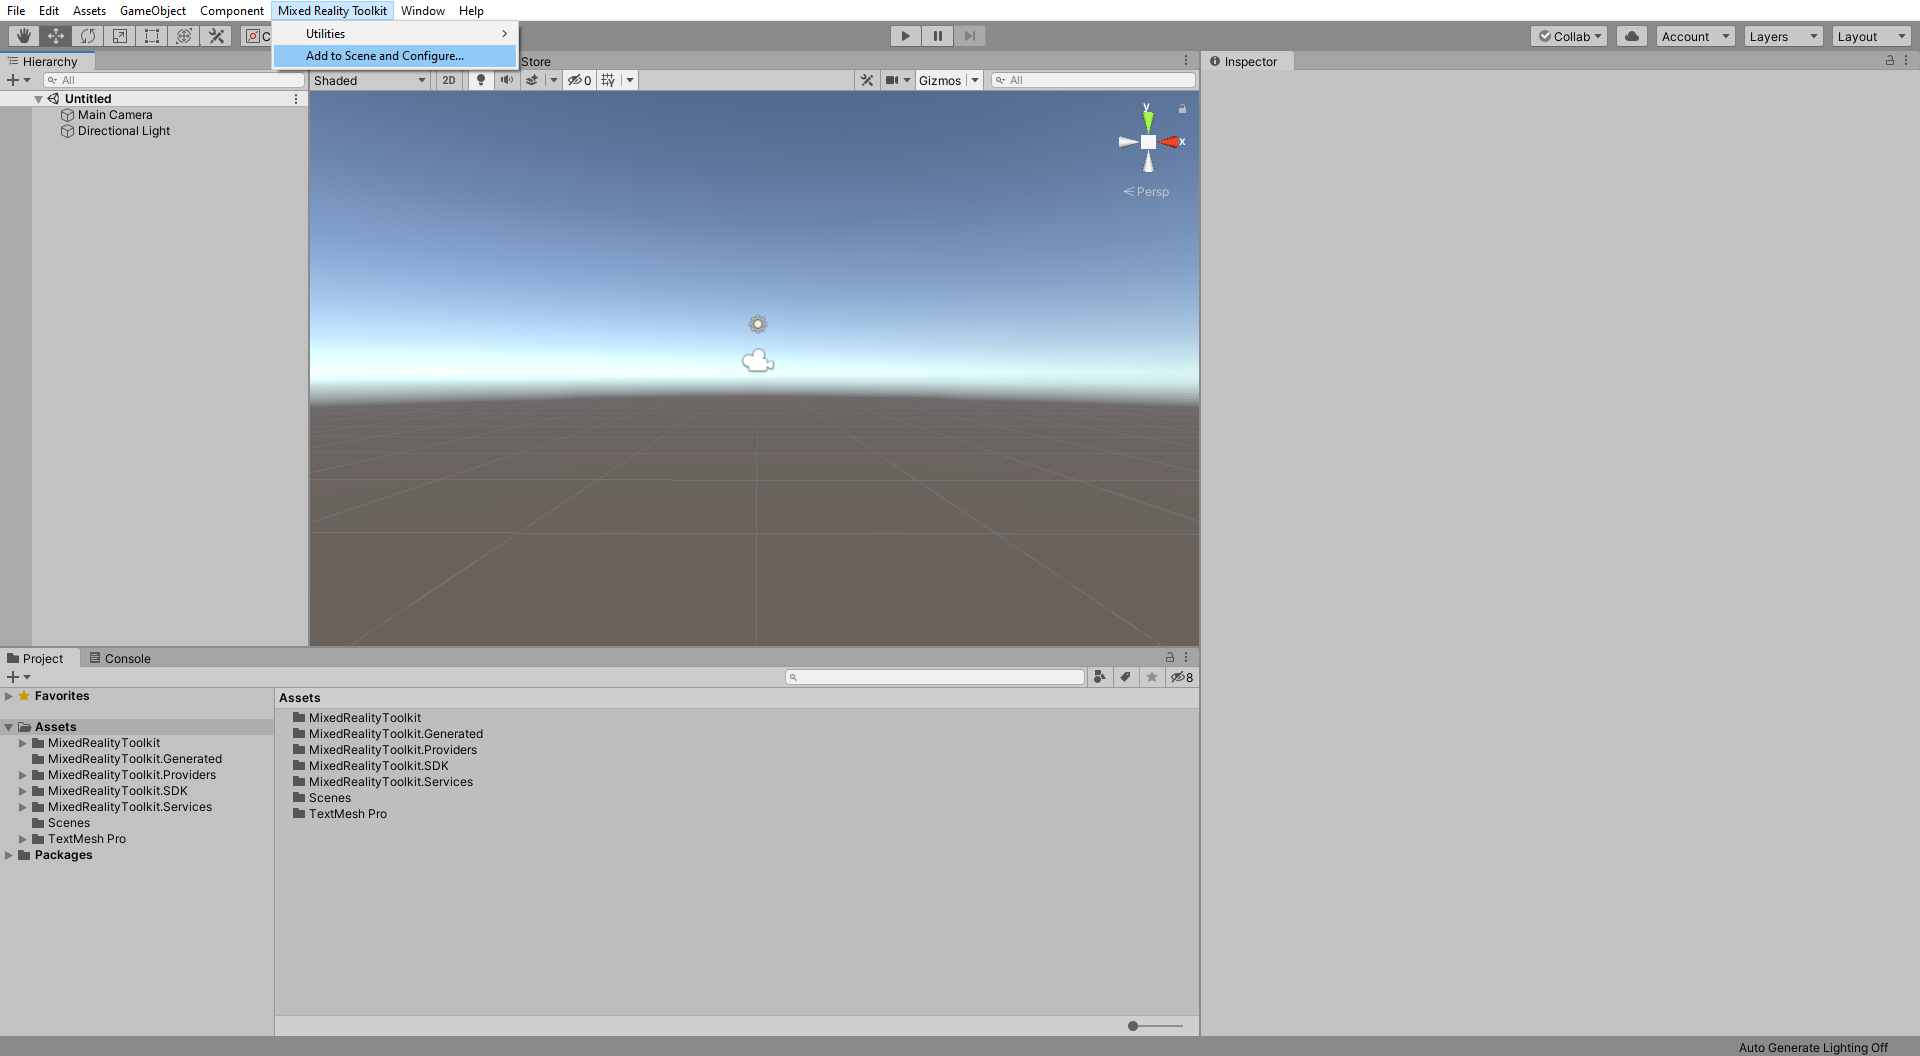 File Edit Assets GameObject Component Mixed Reality Toolkit Window Help
Utilities
Add to Scene and Configure...
C
Collab Account Layers Layout
Hierarchy
Store
Inspector
All
Shaded 2D 0 Gizmos All
Untitled
Main Camera
Directional Light
y
x
Persp
Project Console
8
Favorites
Assets
MixedRealityToolkit
MixedRealityToolkit.Generated
MixedRealityToolkit.Providers
MixedRealityToolkit.SDK
MixedRealityToolkit.Services
Scenes
TextMesh Pro
Packages
Assets
MixedRealityToolkit
MixedRealityToolkit.Generated
MixedRealityToolkit.Providers
MixedRealityToolkit.SDK
MixedRealityToolkit.Services
Scenes
TextMesh Pro
Auto Generate Lighting Off